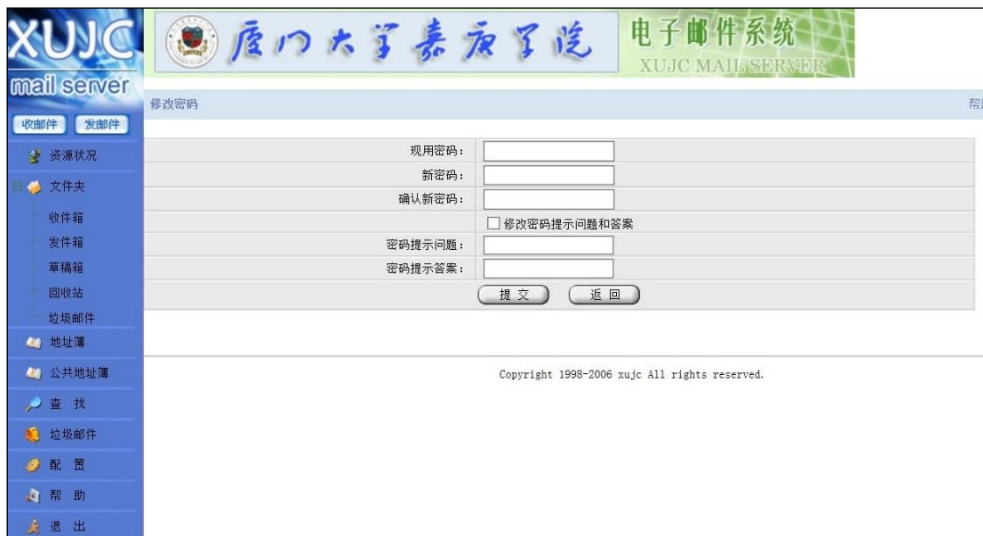 XUJC
mail server
厦门大学嘉庚学院
电子邮件系统
XUJC MAIL SERVER
收邮件 发邮件
修改密码
资源状况
文件夹
收件箱
发件箱
草稿箱
回收站
垃圾邮件
地址簿
公共地址簿
查 找
垃圾邮件
配 置
帮 助
退 出
现用密码：
新密码：
确认新密码：
修改密码提示问题和答案
密码提示问题：
密码提示答案：
提 交 返 回
Copyright 1998-2006 xujc All rights reserved.